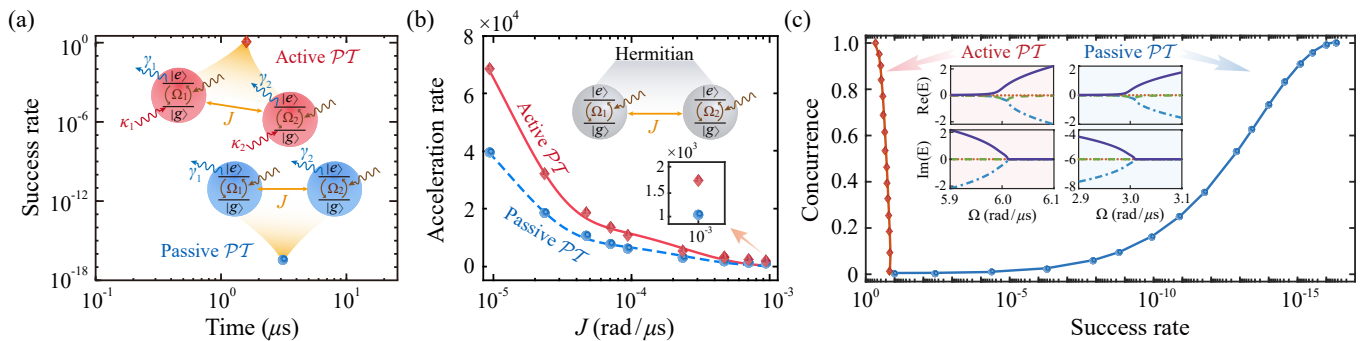 (a)
Success rate
10^0
10^-6
10^-12
10^-18
10^-1
10^0
10^1
Time (μs)
Active PT
γ1
|e⟩
Ω1
|g⟩
κ1
J
γ2
|e⟩
Ω2
|g⟩
κ2
γ1
|e⟩
Ω1
|g⟩
J
γ2
|e⟩
Ω2
|g⟩
Passive PT
(b)
×10^4
Acceleration rate
8
6
4
2
0
10^-5
10^-4
10^-3
J (rad / μs)
Active PT
Passive PT
Hermitian
|e⟩
Ω1
|g⟩
J
|e⟩
Ω2
|g⟩
×10^3
2
1.5
1
10^-3
(c)
Concurrence
1.0
0.8
0.6
0.4
0.2
0
10^0
10^-5
10^-10
10^-15
Success rate
Active PT
Passive PT
Re(E)
2
0
-2
2
0
-2
Im(E)
2
0
-2
-4
-6
-8
5.9
6.0
6.1
Ω (rad/μs)
2.9
3.0
3.1
Ω (rad/μs)